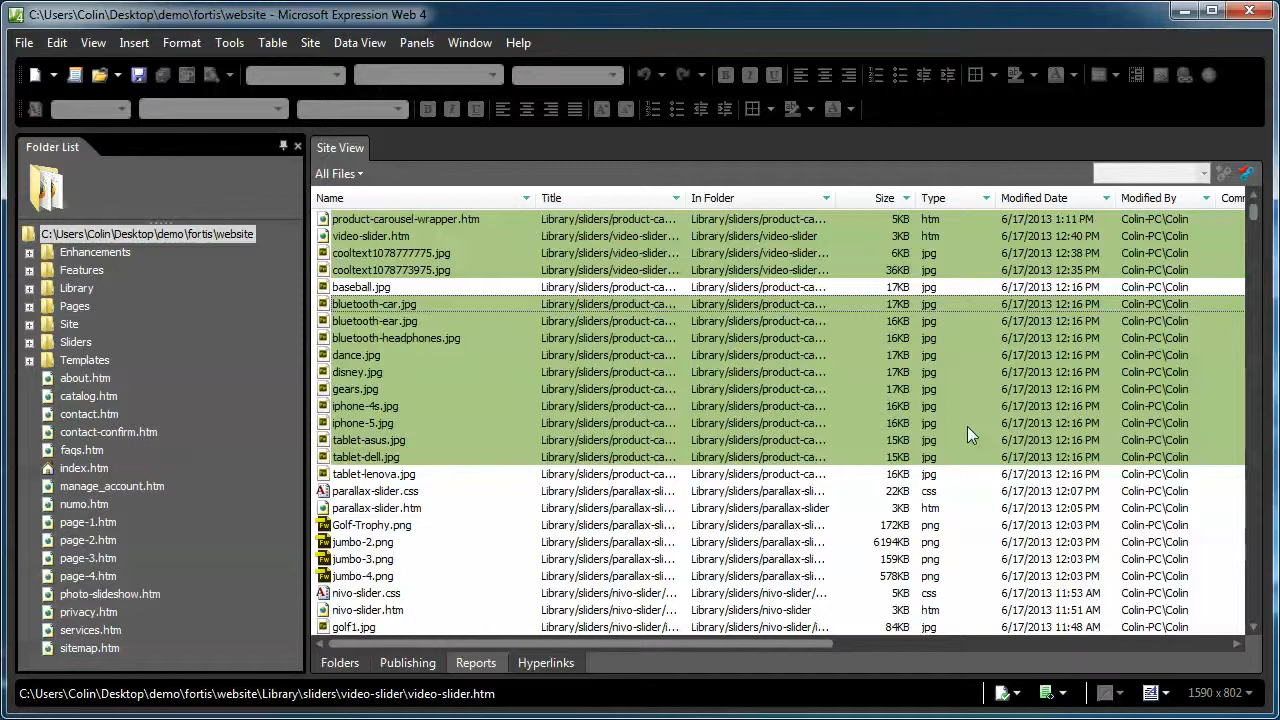 C:\Users\Colin\Desktop\demo\fortis\website - Microsoft Expression Web 4
File Edit View Insert Format Tools Table Site Data View Panels Window Help
Folder List
C:\Users\Colin\Desktop\demo\fortis\website
Enhancements
Features
Library
Pages
Site
Sliders
Templates
about.htm
catalog.htm
contact.htm
contact-confirm.htm
faqs.htm
index.htm
manage_account.htm
numo.htm
page-1.htm
page-2.htm
page-3.htm
page-4.htm
photo-slideshow.htm
privacy.htm
services.htm
sitemap.htm
Site View
All Files
Name Title In Folder Size Type Modified Date Modified By Comm
product-carousel-wrapper.htm Library/sliders/product-ca... Library/sliders/product-ca... 5KB htm 6/17/2013 1:11 PM Colin-PC\Colin
video-slider.htm Library/sliders/video-slider... Library/sliders/video-slider 3KB htm 6/17/2013 12:40 PM Colin-PC\Colin
cooltext1078777775.jpg Library/sliders/video-slider... Library/sliders/video-slider... 6KB jpg 6/17/2013 12:38 PM Colin-PC\Colin
cooltext1078773975.jpg Library/sliders/video-slider... Library/sliders/video-slider... 36KB jpg 6/17/2013 12:35 PM Colin-PC\Colin
baseball.jpg Library/sliders/product-ca... Library/sliders/product-ca... 17KB jpg 6/17/2013 12:16 PM Colin-PC\Colin
bluetooth-car.jpg Library/sliders/product-ca... Library/sliders/product-ca... 17KB jpg 6/17/2013 12:16 PM Colin-PC\Colin
bluetooth-ear.jpg Library/sliders/product-ca... Library/sliders/product-ca... 16KB jpg 6/17/2013 12:16 PM Colin-PC\Colin
bluetooth-headphones.jpg Library/sliders/product-ca... Library/sliders/product-ca... 16KB jpg 6/17/2013 12:16 PM Colin-PC\Colin
dance.jpg Library/sliders/product-ca... Library/sliders/product-ca... 17KB jpg 6/17/2013 12:16 PM Colin-PC\Colin
disney.jpg Library/sliders/product-ca... Library/sliders/product-ca... 17KB jpg 6/17/2013 12:16 PM Colin-PC\Colin
gears.jpg Library/sliders/product-ca... Library/sliders/product-ca... 17KB jpg 6/17/2013 12:16 PM Colin-PC\Colin
iphone-4s.jpg Library/sliders/product-ca... Library/sliders/product-ca... 16KB jpg 6/17/2013 12:16 PM Colin-PC\Colin
iphone-5.jpg Library/sliders/product-ca... Library/sliders/product-ca... 16KB jpg 6/17/2013 12:16 PM Colin-PC\Colin
tablet-asus.jpg Library/sliders/product-ca... Library/sliders/product-ca... 15KB jpg 6/17/2013 12:16 PM Colin-PC\Colin
tablet-dell.jpg Library/sliders/product-ca... Library/sliders/product-ca... 15KB jpg 6/17/2013 12:16 PM Colin-PC\Colin
tablet-lenova.jpg Library/sliders/product-ca... Library/sliders/product-ca... 16KB jpg 6/17/2013 12:16 PM Colin-PC\Colin
parallax-slider.css Library/sliders/parallax-sli... Library/sliders/parallax-sli... 22KB css 6/17/2013 12:07 PM Colin-PC\Colin
parallax-slider.htm Library/sliders/parallax-sli... Library/sliders/parallax-slider 3KB htm 6/17/2013 12:05 PM Colin-PC\Colin
Golf-Trophy.png Library/sliders/parallax-sli... Library/sliders/parallax-sli... 172KB png 6/17/2013 12:03 PM Colin-PC\Colin
jumbo-2.png Library/sliders/parallax-sli... Library/sliders/parallax-sli... 6194KB png 6/17/2013 12:03 PM Colin-PC\Colin
jumbo-3.png Library/sliders/parallax-sli... Library/sliders/parallax-sli... 159KB png 6/17/2013 12:03 PM Colin-PC\Colin
jumbo-4.png Library/sliders/parallax-sli... Library/sliders/parallax-sli... 578KB png 6/17/2013 12:03 PM Colin-PC\Colin
nivo-slider.css Library/sliders/nivo-slider/... Library/sliders/nivo-slider/... 5KB css 6/17/2013 11:53 AM Colin-PC\Colin
nivo-slider.htm Library/sliders/nivo-slider/... Library/sliders/nivo-slider 3KB htm 6/17/2013 11:51 AM Colin-PC\Colin
golf1.jpg Library/sliders/nivo-slider/... Library/sliders/nivo-slider/i... 84KB jpg 6/17/2013 11:48 AM Colin-PC\Colin
Folders Publishing Reports Hyperlinks
C:\Users\Colin\Desktop\demo\fortis\website\Library\sliders\video-slider\video-slider.htm 1590 x 802